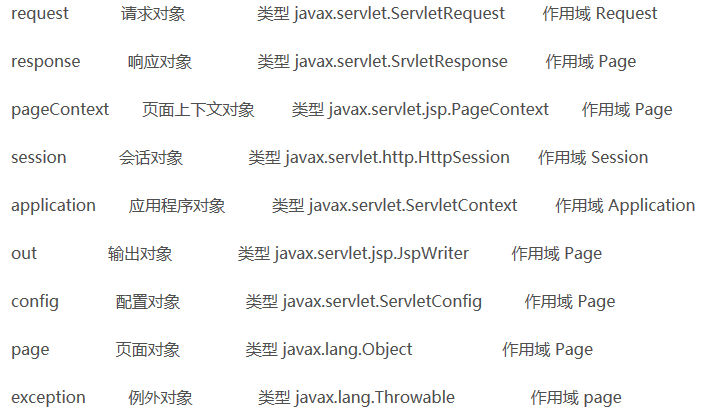 request 请求对象 类型 javax.servlet.ServletRequest 作用域 Request
response 响应对象 类型 javax.servlet.SrvletResponse 作用域 Page
pageContext 页面上下文对象 类型 javax.servlet.jsp.PageContext 作用域 Page
session 会话对象 类型 javax.servlet.http.HttpSession 作用域 Session
application 应用程序对象 类型 javax.servlet.ServletContext 作用域 Application
out 输出对象 类型 javax.servlet.jsp.JspWriter 作用域 Page
config 配置对象 类型 javax.servlet.ServletConfig 作用域 Page
page 页面对象 类型 javax.lang.Object 作用域 Page
exception 例外对象 类型 javax.lang.Throwable 作用域 page